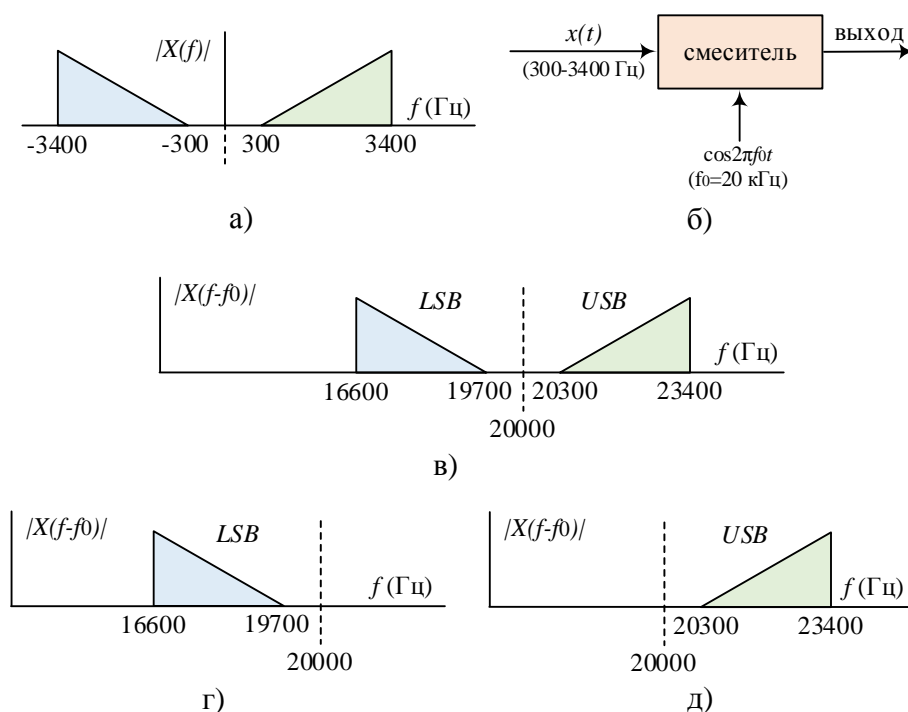 |X(f)|
f (Гц)
-3400
-300
300
3400
а)
x(t)
(300-3400 Гц)
смеситель
выход
cos2πf0t
(f0=20 кГц)
б)
|X(f-f0)|
LSB
USB
f (Гц)
16600
19700
20300
23400
20000
в)
|X(f-f0)|
LSB
f (Гц)
16600
19700
20000
г)
|X(f-f0)|
USB
f (Гц)
20300
23400
20000
д)